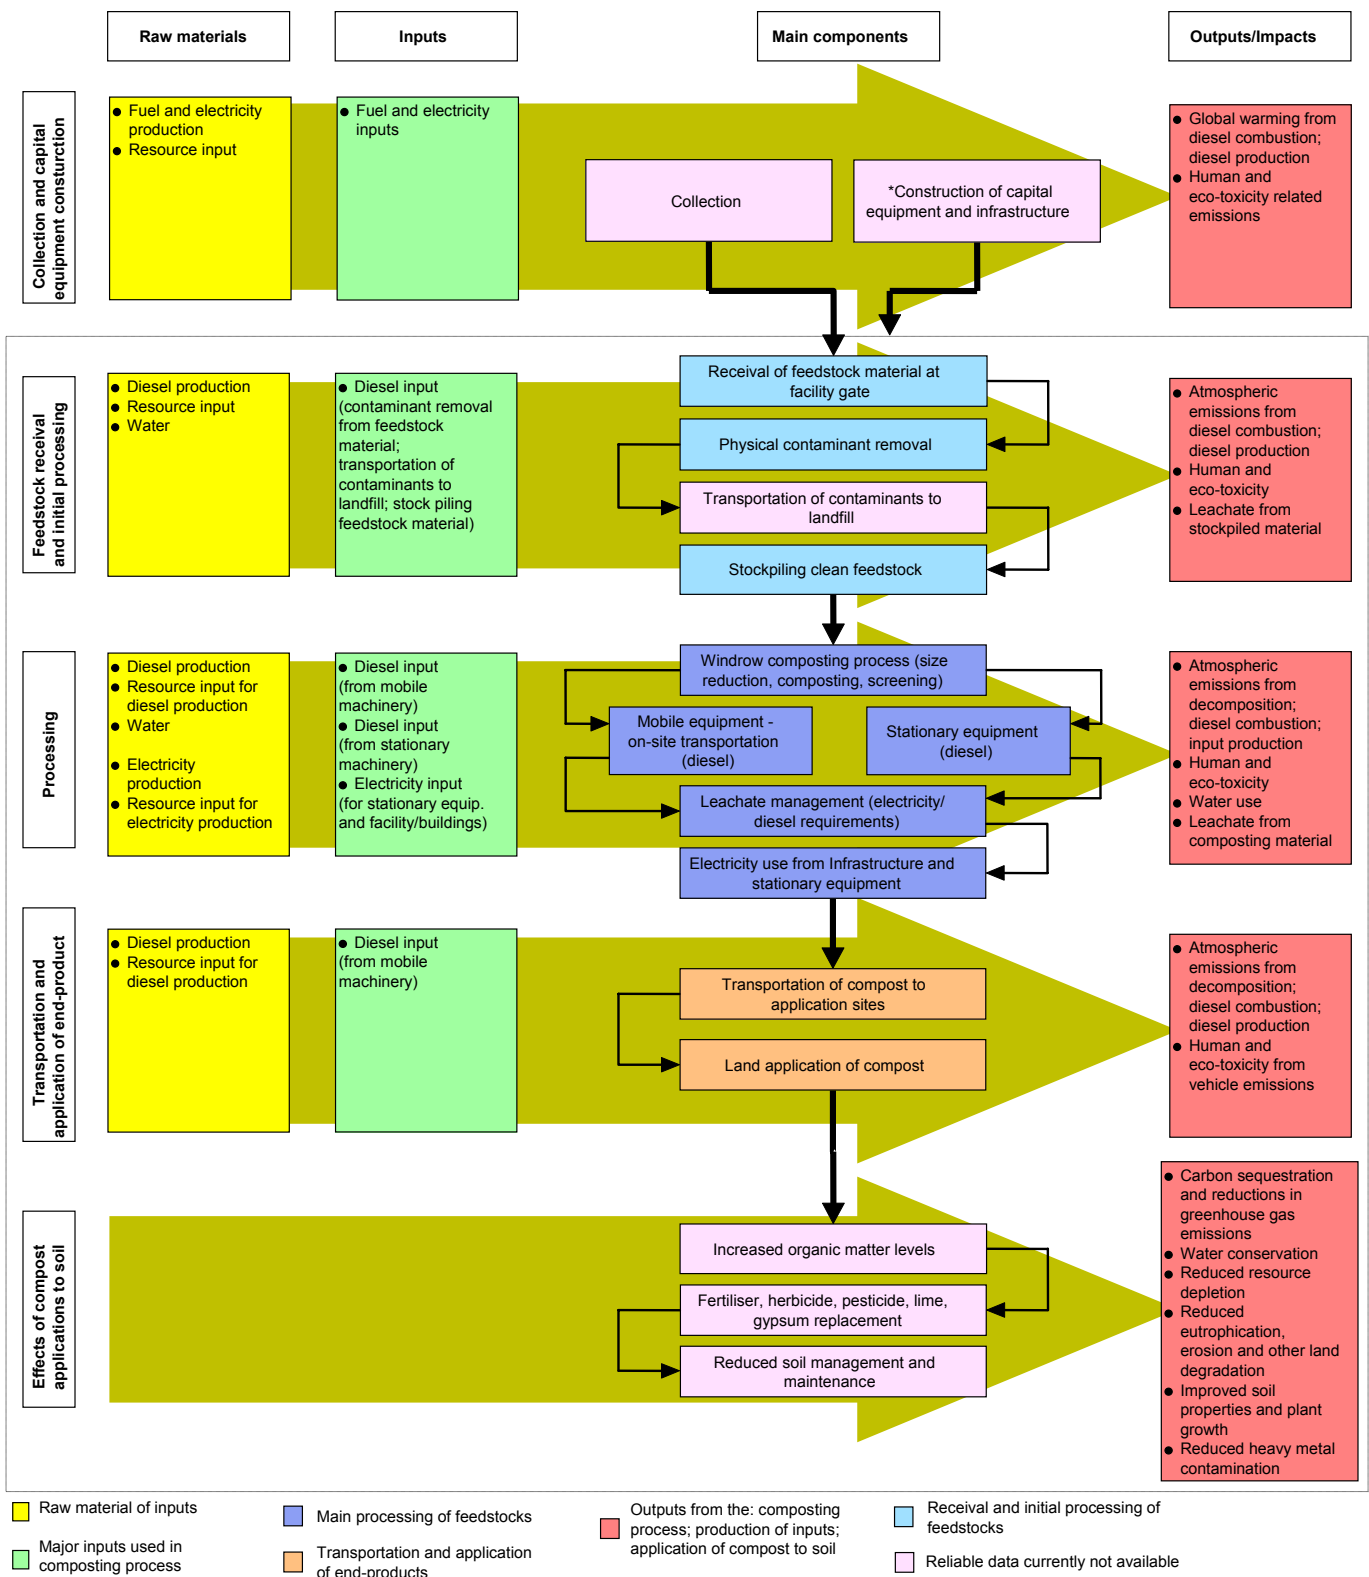 Raw materials
Inputs
Main components
Outputs/Impacts
Collection and capital
equipment consturction
● Fuel and electricity
production
● Resource input
● Fuel and electricity
inputs
Collection
*Construction of capital
equipment and infrastructure
● Global warming from
diesel combustion;
diesel production
● Human and
eco-toxicity related
emissions
Feedstock receival
and initial processing
● Diesel production
● Resource input
● Water
● Diesel input
(contaminant removal
from feedstock
material;
transportation of
contaminants to
landfill; stock piling
feedstock material)
Receival of feedstock material at
facility gate
Physical contaminant removal
Transportation of contaminants to
landfill
Stockpiling clean feedstock
● Atmospheric
emissions from
diesel combustion;
diesel production
● Human and
eco-toxicity
● Leachate from
stockpiled material
Processing
● Diesel production
● Resource input for
diesel production
● Water
● Electricity
production
● Resource input for
electricity production
● Diesel input
(from mobile
machinery)
● Diesel input
(from stationary
machinery)
● Electricity input
(for stationary equip.
and facility/buildings)
Windrow composting process (size
reduction, composting, screening)
Mobile equipment -
on-site transportation
(diesel)
Stationary equipment
(diesel)
Leachate management (electricity/
diesel requirements)
Electricity use from Infrastructure and
stationary equipment
● Atmospheric
emissions from
decomposition;
diesel combustion;
input production
● Human and
eco-toxicity
● Water use
● Leachate from
composting material
Transportation and
application of end-product
● Diesel production
● Resource input for
diesel production
● Diesel input
(from mobile
machinery)
Transportation of compost to
application sites
Land application of compost
● Atmospheric
emissions from
decomposition;
diesel combustion;
diesel production
● Human and
eco-toxicity from
vehicle emissions
Effects of compost
applications to soil
Increased organic matter levels
Fertiliser, herbicide, pesticide, lime,
gypsum replacement
Reduced soil management and
maintenance
● Carbon sequestration
and reductions in
greenhouse gas
emissions
● Water conservation
● Reduced resource
depletion
● Reduced
eutrophication,
erosion and other land
degradation
● Improved soil
properties and plant
growth
● Reduced heavy metal
contamination
Raw material of inputs
Major inputs used in
composting process
Main processing of feedstocks
Transportation and application
of end-products
Outputs from the: composting
process; production of inputs;
application of compost to soil
Receival and initial processing of
feedstocks
Reliable data currently not available